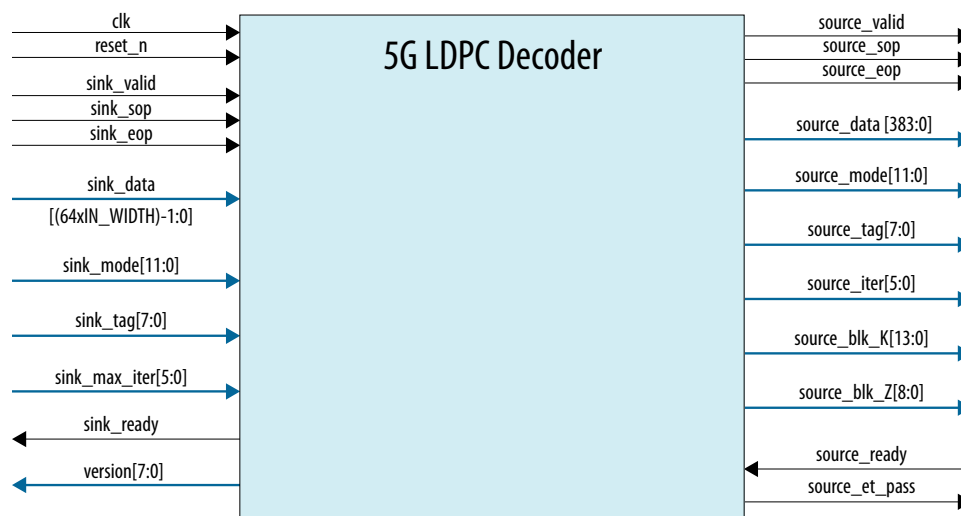 clk
reset_n
sink_valid
sink_sop
sink_eop
sink_data
[(64xIN_WIDTH)-1:0]
sink_mode[11:0]
sink_tag[7:0]
sink_max_iter[5:0]
sink_ready
version[7:0]
5G LDPC Decoder
source_valid
source_sop
source_eop
source_data [383:0]
source_mode[11:0]
source_tag[7:0]
source_iter[5:0]
source_blk_K[13:0]
source_blk_Z[8:0]
source_ready
source_et_pass